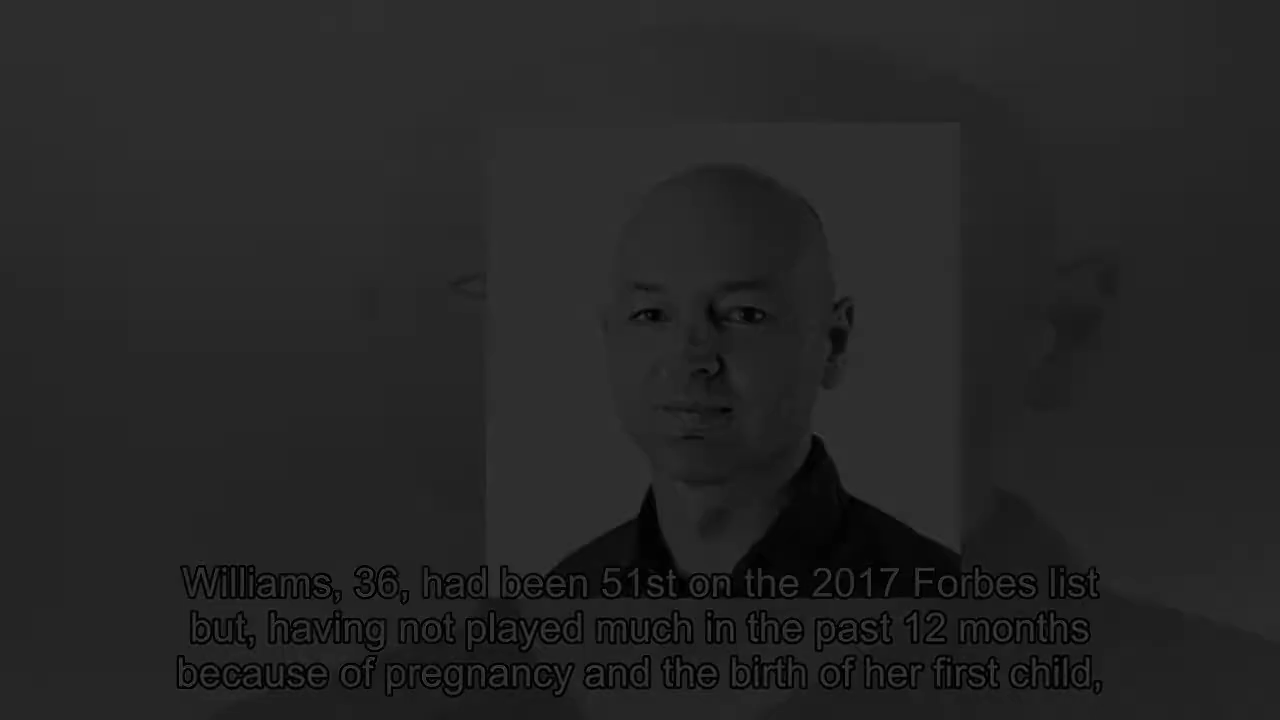 Williams, 36, had been 51st on the 2017 Forbes list
but, having not played much in the past 12 months
because of pregnancy and the birth of her first child,